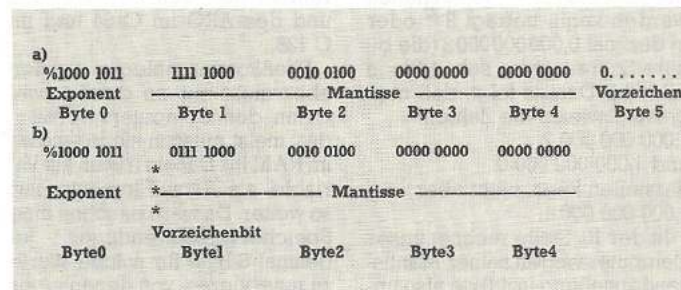 a)
%1000 1011 1111 1000 0010 0100 0000 0000 0000 0000 0.......
Exponent Mantisse Vorzeichen
Byte 0 Byte 1 Byte 2 Byte 3 Byte 4 Byte 5
b)
%1000 1011 0111 1000 0010 0100 0000 0000 0000 0000
*
Exponent * Mantisse
*
Vorzeichenbit
Byte0 Byte1 Byte2 Byte3 Byte4